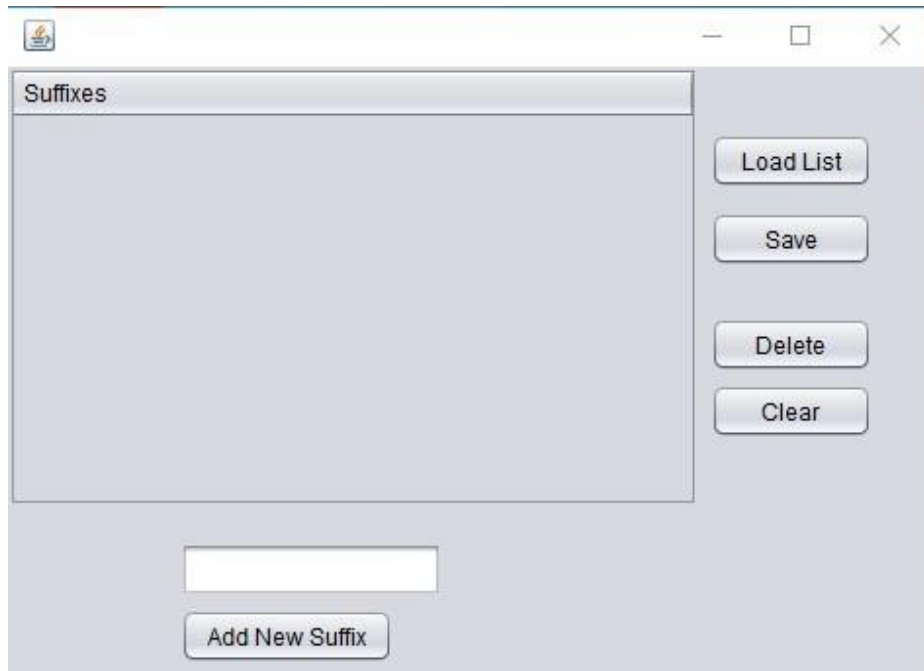 Suffixes
Load List
Save
Delete
Clear
Add New Suffix